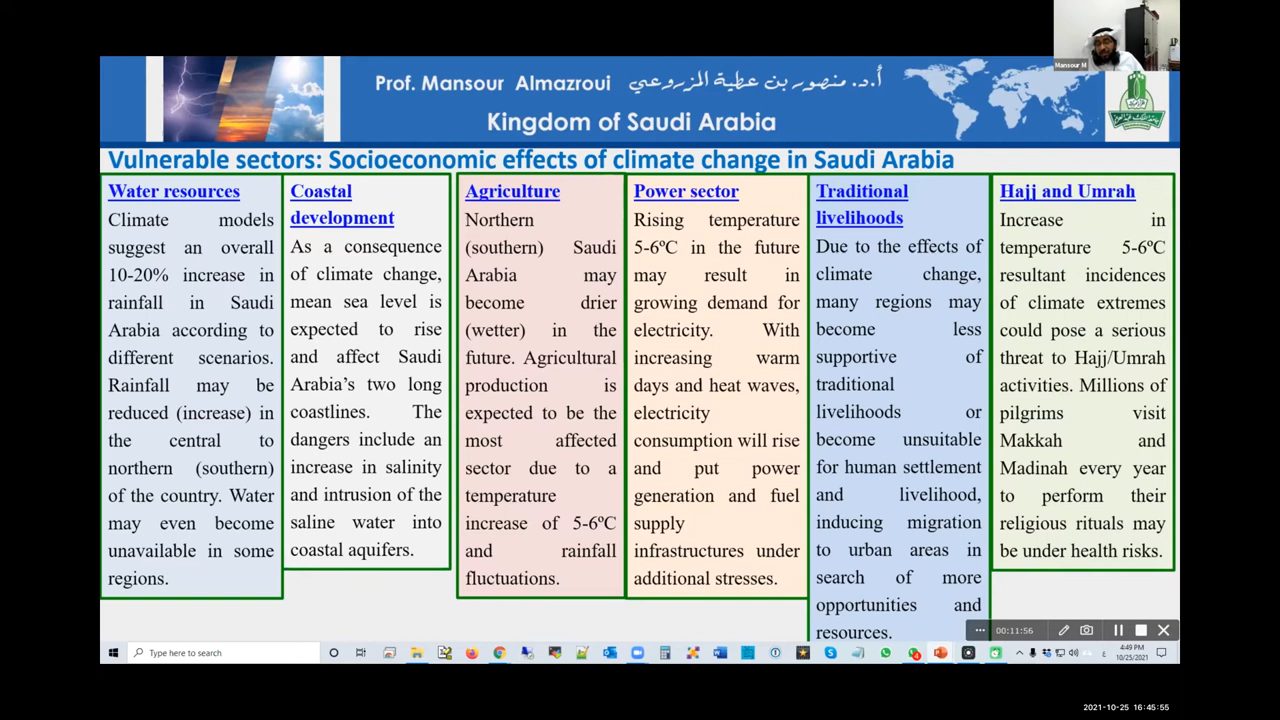 Mansour M
Prof. Mansour Almazroui أ.د. منصور بن عطية المزروعي
Kingdom of Saudi Arabia
Vulnerable sectors: Socioeconomic effects of climate change in Saudi Arabia
Water resources
Climate models
suggest an overall
10-20% increase in
rainfall in Saudi
Arabia according to
different scenarios.
Rainfall may be
reduced (increase) in
the central to
northern (southern)
of the country. Water
may even become
unavailable in some
regions.
Coastal
development
As a consequence
of climate change,
mean sea level is
expected to rise
and affect Saudi
Arabia's two long
coastlines. The
dangers include an
increase in salinity
and intrusion of the
saline water into
coastal aquifers.
Agriculture
Northern
(southern) Saudi
Arabia may
become drier
(wetter) in the
future. Agricultural
production is
expected to be the
most affected
sector due to a
temperature
increase of 5-6ºC
and rainfall
fluctuations.
Power sector
Rising temperature
5-6ºC in the future
may result in
growing demand for
electricity. With
increasing warm
days and heat waves,
electricity
consumption will rise
and put power
generation and fuel
supply
infrastructures under
additional stresses.
Traditional
livelihoods
Due to the effects of
climate change,
many regions may
become less
supportive of
traditional
livelihoods or
become unsuitable
for human settlement
and livelihood,
inducing migration
to urban areas in
search of more
opportunities and
resources.
Hajj and Umrah
Increase in
temperature 5-6ºC
resultant incidences
of climate extremes
could pose a serious
threat to Hajj/Umrah
activities. Millions of
pilgrims visit
Makkah and
Madinah every year
to perform their
religious rituals may
be under health risks.
00:11:56
Type here to search
4:49 PM
10/25/2021
2021-10-25 16:45:55